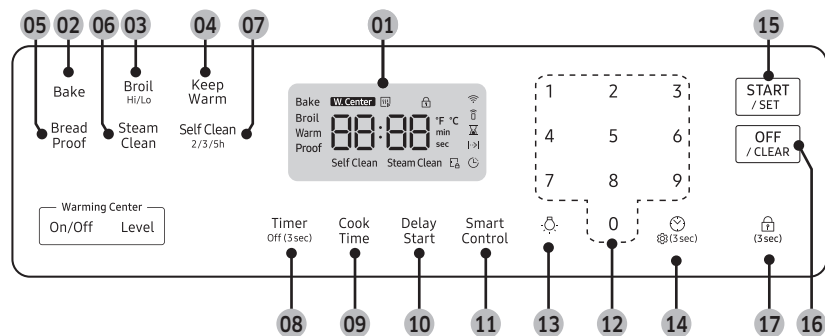 05 02 06 03 04 07 01 15
Bake
Broil
Hi/Lo
Keep
Warm
Bread
Proof
Steam
Clean
Self Clean
2/3/5h
Warming Center
On/Off Level
Bake W. Center
Broil
Warm
Proof
88:88
°F °C
min
sec
Self Clean Steam Clean
1 2 3
4 5 6
7 8 9
0
START
/ SET
OFF
/ CLEAR
Timer
Off (3 sec)
Cook
Time
Delay
Start
Smart
Control
(3 sec)
(3 sec)
08 09 10 11 13 12 14 17 16